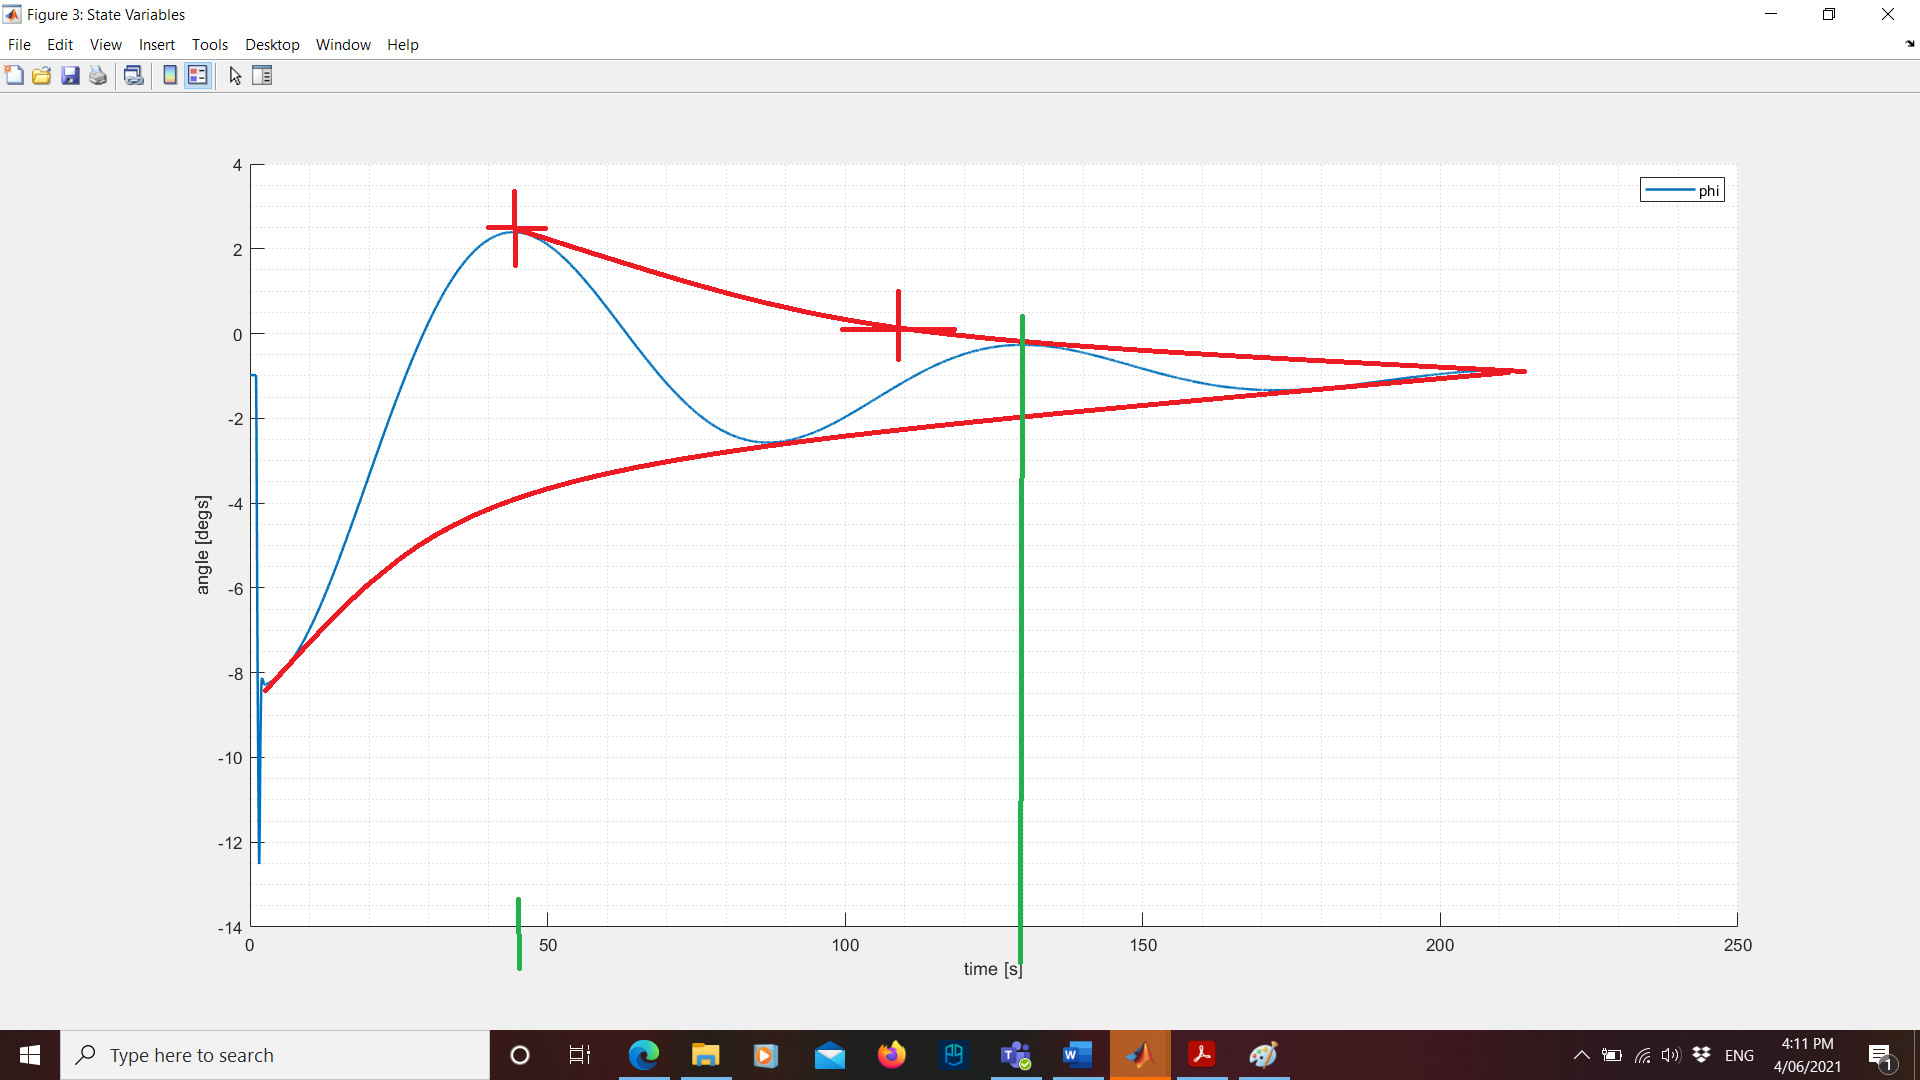 Figure 3: State Variables
File Edit View Insert Tools Desktop Window Help
phi
4
2
0
-2
-4
-6
-8
-10
-12
-14
angle [degs]
0 50 100 150 200 250
time [s]
Type here to search
ENG
4:11 PM
4/06/2021
1